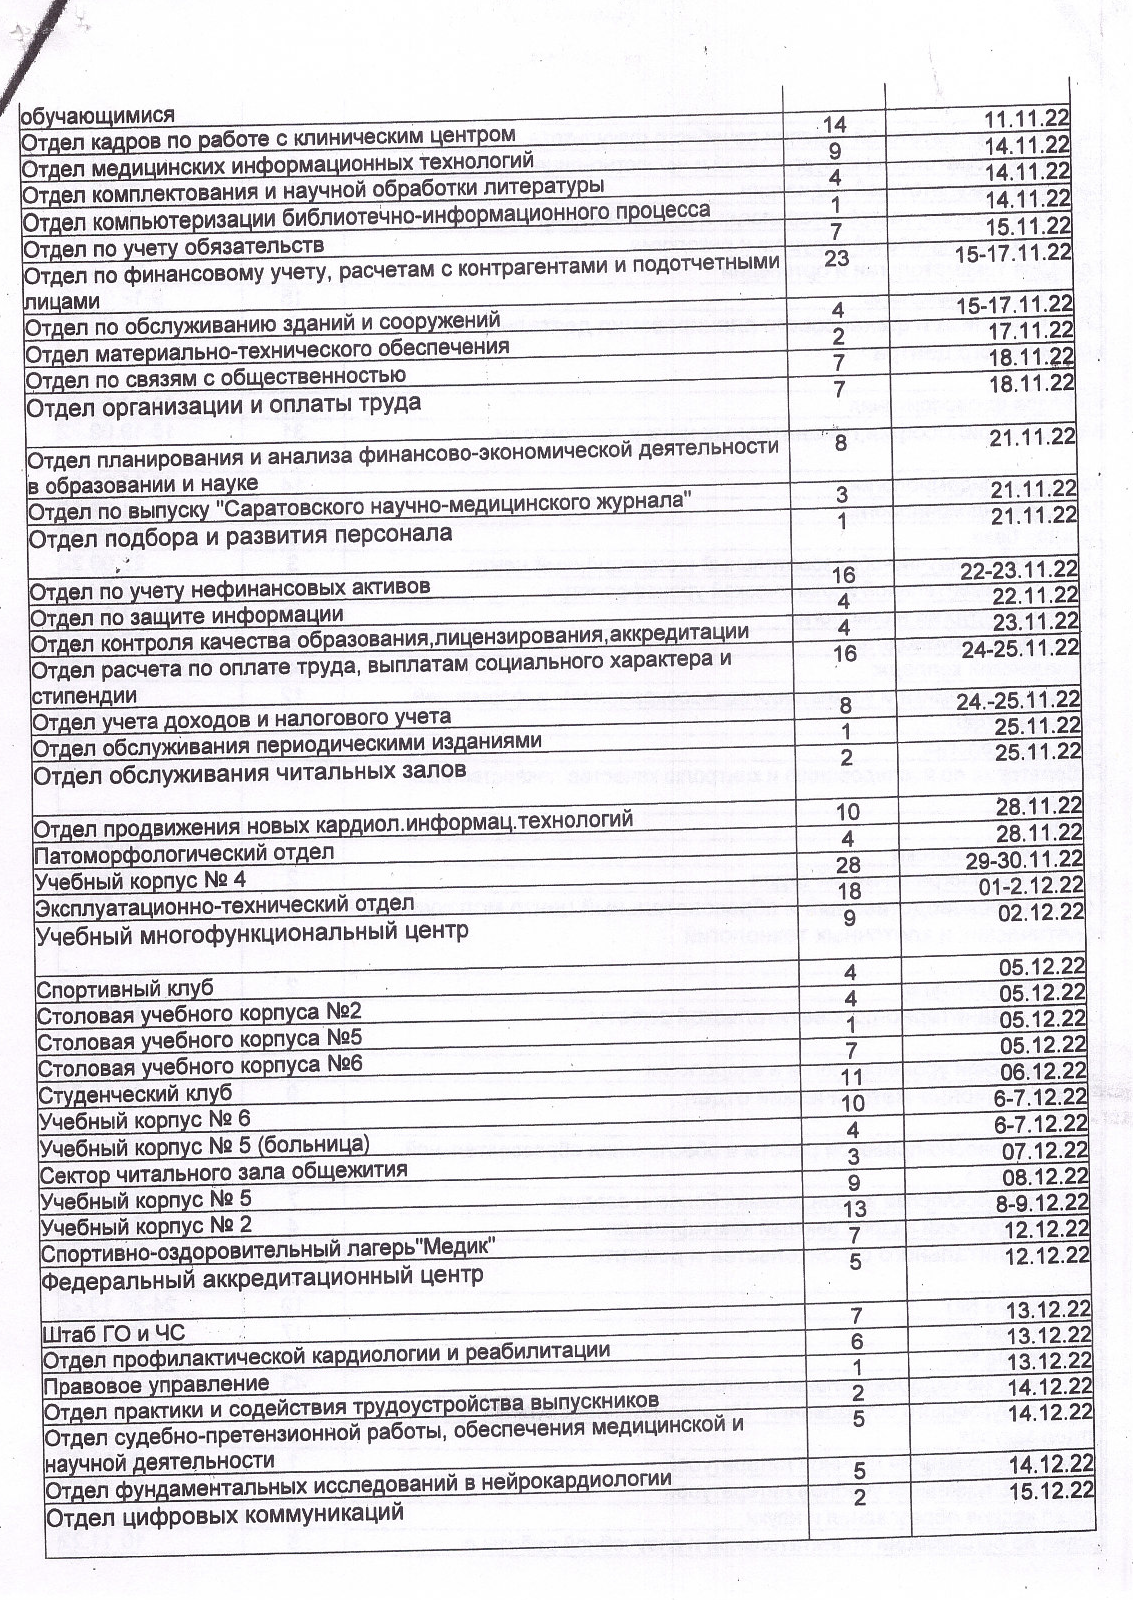 обучающимися
Отдел кадров по работе с клиническим центром 14 11.11.22
Отдел медицинских информационных технологий 9 14.11.22
Отдел комплектования и научной обработки литературы 4 14.11.22
Отдел компьютеризации библиотечно-информационного процесса 1 14.11.22
Отдел по учету обязательств 7 15.11.22
Отдел по финансовому учету, расчетам с контрагентами и подотчетными 23 15-17.11.22
лицами
Отдел по обслуживанию зданий и сооружений 4 15-17.11.22
Отдел материально-технического обеспечения 2 17.11.22
Отдел по связям с общественностью 7 18.11.22
Отдел организации и оплаты труда 7 18.11.22
Отдел планирования и анализа финансово-экономической деятельности 8 21.11.22
в образовании и науке
Отдел по выпуску "Саратовского научно-медицинского журнала" 3 21.11.22
Отдел подбора и развития персонала 1 21.11.22
Отдел по учету нефинансовых активов 16 22-23.11.22
Отдел по защите информации 4 22.11.22
Отдел контроля качества образования,лицензирования,аккредитации 4 23.11.22
Отдел расчета по оплате труда, выплатам социального характера и 16 24-25.11.22
стипендии
Отдел учета доходов и налогового учета 8 24.-25.11.22
Отдел обслуживания периодическими изданиями 1 25.11.22
Отдел обслуживания читальных залов 2 25.11.22
Отдел продвижения новых кардиол.информац.технологий 10 28.11.22
Патоморфологический отдел 4 28.11.22
Учебный корпус № 4 28 29-30.11.22
Эксплуатационно-технический отдел 18 01-2.12.22
Учебный многофункциональный центр 9 02.12.22
Спортивный клуб 4 05.12.22
Столовая учебного корпуса №2 4 05.12.22
Столовая учебного корпуса №5 1 05.12.22
Столовая учебного корпуса №6 7 05.12.22
Студенческий клуб 11 06.12.22
Учебный корпус № 6 10 6-7.12.22
Учебный корпус № 5 (больница) 4 6-7.12.22
Сектор читального зала общежития 3 07.12.22
Учебный корпус № 5 9 08.12.22
Учебный корпус № 2 13 8-9.12.22
Спортивно-оздоровительный лагерь"Медик" 7 12.12.22
Федеральный аккредитационный центр 5 12.12.22
Штаб ГО и ЧС 7 13.12.22
Отдел профилактической кардиологии и реабилитации 6 13.12.22
Правовое управление 1 13.12.22
Отдел практики и содействия трудоустройства выпускников 2 14.12.22
Отдел судебно-претензионной работы, обеспечения медицинской и 5 14.12.22
научной деятельности
Отдел фундаментальных исследований в нейрокардиологии 5 14.12.22
Отдел цифровых коммуникаций 2 15.12.22